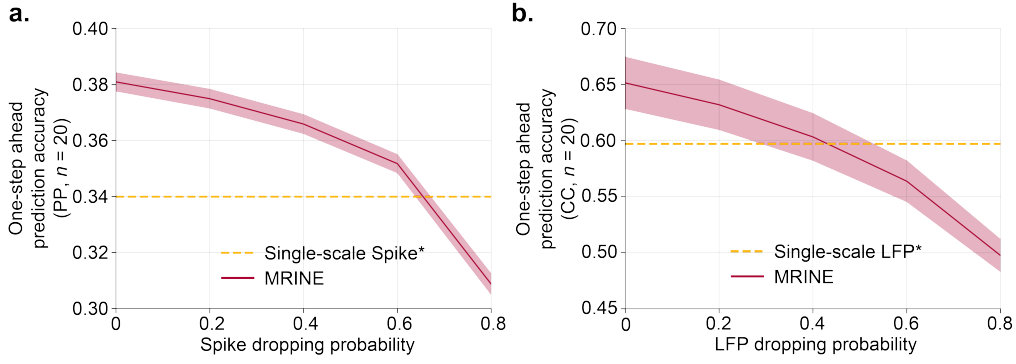 a.
One-step ahead
prediction accuracy
(PP, n = 20)
0.40
0.38
0.36
0.34
0.32
0.30
Single-scale Spike*
MRINE
0
0.2
0.4
0.6
0.8
Spike dropping probability
b.
One-step ahead
prediction accuracy
(CC, n = 20)
0.70
0.65
0.60
0.55
0.50
0.45
Single-scale LFP*
MRINE
0
0.2
0.4
0.6
0.8
LFP dropping probability